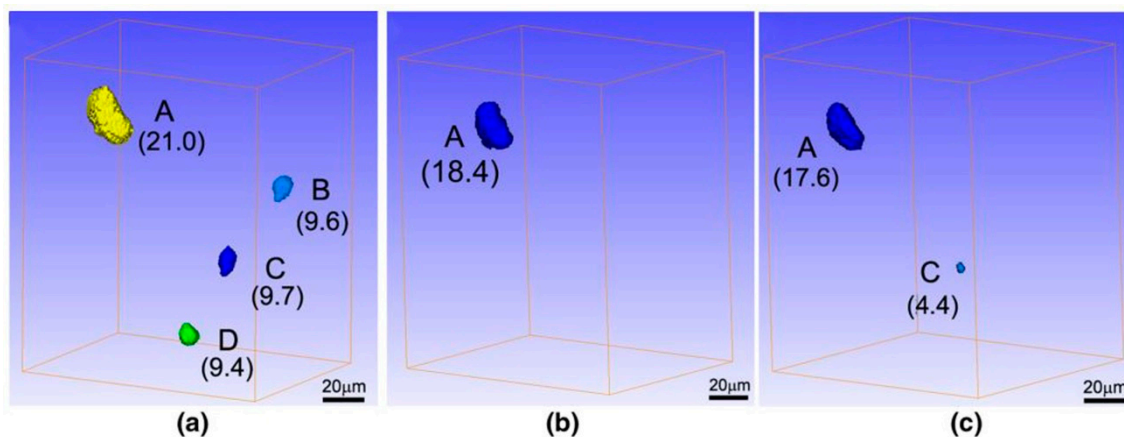 A
(21.0)
B
(9.6)
C
(9.7)
D
(9.4)
20μm
(a)
A
(18.4)
20μm
(b)
A
(17.6)
C
(4.4)
20μm
(c)